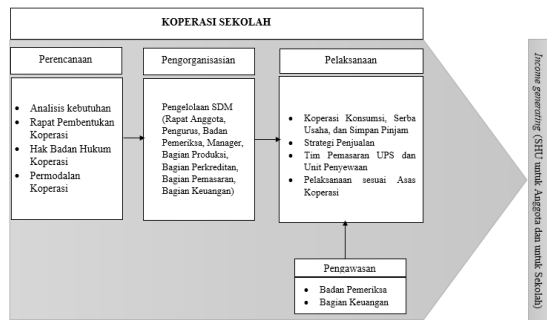 KOPERASI SEKOLAH
Perencanaan
• Analisis kebutuhan
• Rapat Pembentukan
Koperasi
• Hak Badan Hukum
Koperasi
• Permodalan
Koperasi
Pengorganisasian
Pengelolaan SDM
(Rapat Anggota,
Pengurus, Badan
Pemeriksa, Manager,
Bagian Produksi,
Bagian Perkreditan,
Bagian Pemasaran,
Bagian Keuangan)
Pelaksanaan
• Koperasi Konsumsi, Serba
Usaha, dan Simpan Pinjam
• Strategi Penjualan
• Tim Pemasaran UPS dan
Unit Penyewaan
• Pelaksanaan sesuai Asas
Koperasi
Pengawasan
• Badan Pemeriksa
• Bagian Keuangan
Income generating (SHU untuk Anggota dan untuk Sekolah)